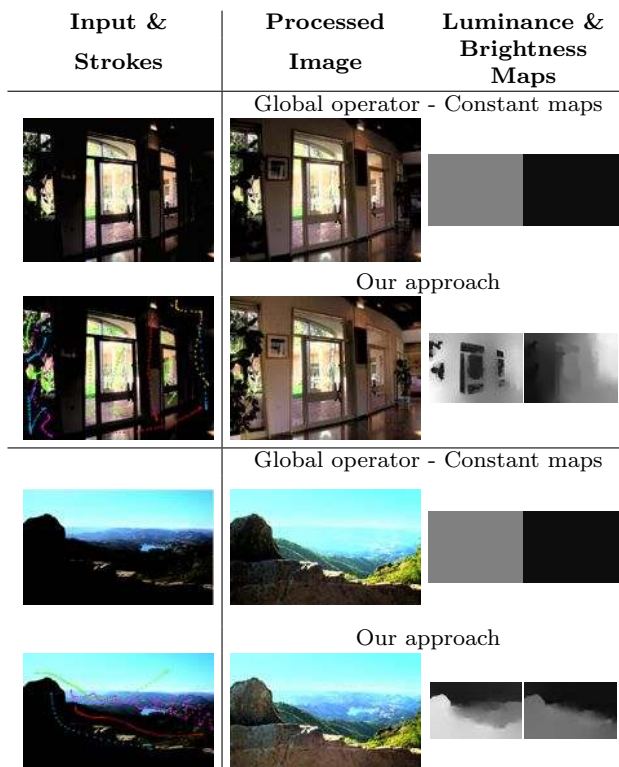 Input &
Strokes
Processed
Image
Luminance &
Brightness
Maps
Global operator - Constant maps
Our approach
Global operator - Constant maps
Our approach